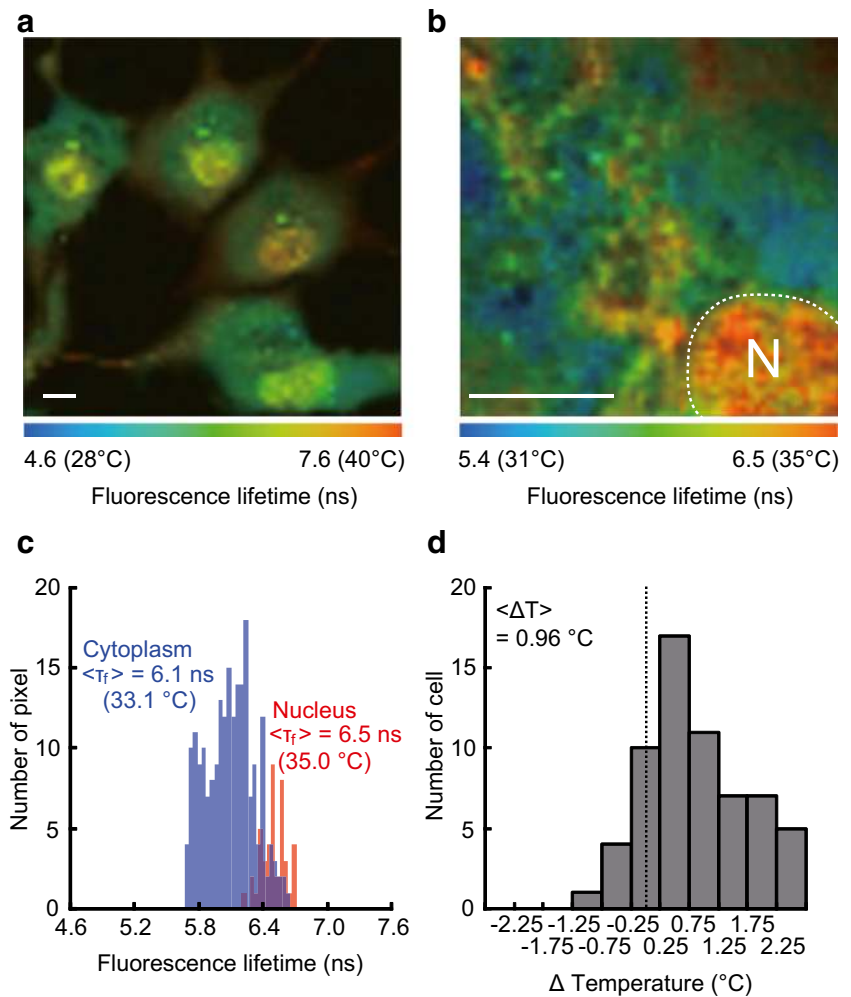 a
4.6 (28°C) 7.6 (40°C)
Fluorescence lifetime (ns)
b
N
5.4 (31°C) 6.5 (35°C)
Fluorescence lifetime (ns)
c
20
15
10
5
0
Number of pixel
Cytoplasm
<τf> = 6.1 ns
(33.1 °C)
Nucleus
<τf> = 6.5 ns
(35.0 °C)
4.6 5.2 5.8 6.4 7.0 7.6
Fluorescence lifetime (ns)
d
20
15
10
5
0
Number of cell
<ΔT>
= 0.96 °C
-2.25 -1.25 -0.25 0.75 1.75
-1.75 -0.75 0.25 1.25 2.25
Δ Temperature (°C)